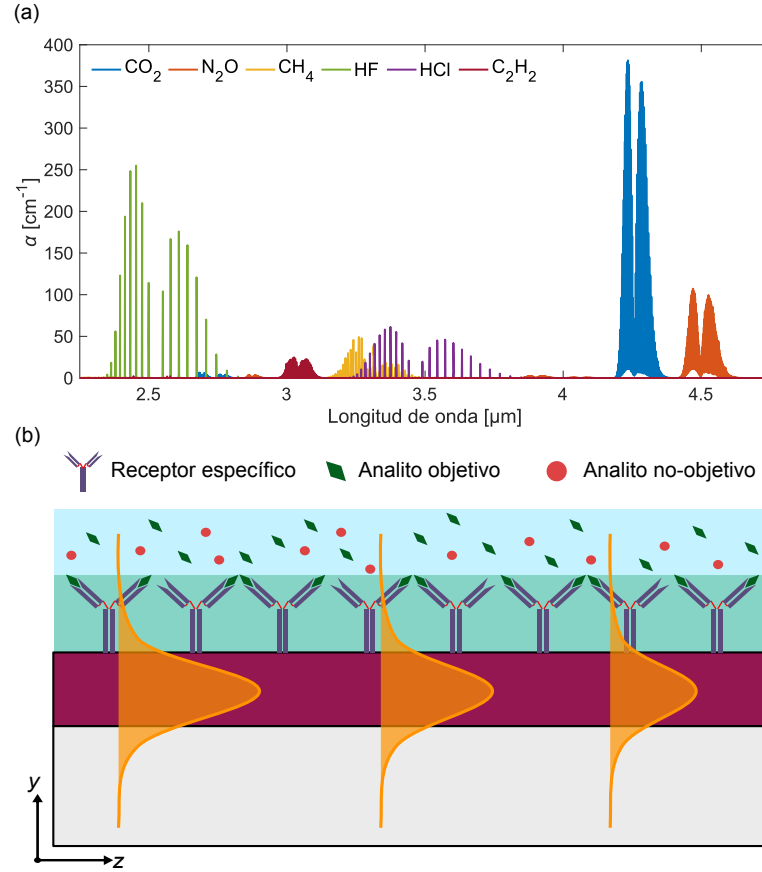 (a)
400
350
300
250
200
150
100
50
0
α [cm⁻¹]
CO₂ N₂O CH₄ HF HCl C₂H₂
2.5 3 3.5 4 4.5
Longitud de onda [μm]
(b)
Receptor específico Analito objetivo Analito no-objetivo
y
z